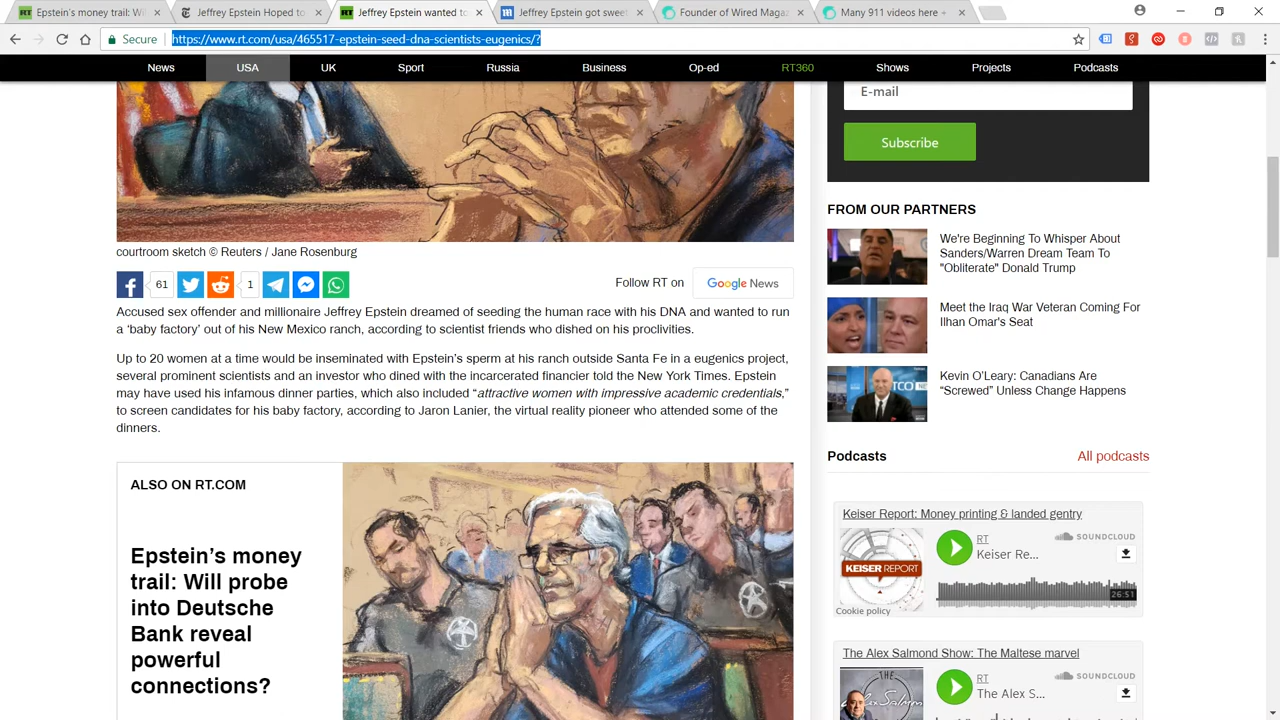 Epstein's money trail: Wil
Jeffrey Epstein Hoped to
Jeffrey Epstein wanted to
Jeffrey Epstein got sweet
Founder of Wired Magaz
Many 911 videos here +
Secure
https://www.rt.com/usa/465517-epstein-seed-dna-scientists-eugenics/?
News USA UK Sport Russia Business Op-ed RT360 Shows Projects Podcasts
courtroom sketch © Reuters / Jane Rosenburg
61
1
Follow RT on Google News
Accused sex offender and millionaire Jeffrey Epstein dreamed of seeding the human race with his DNA and wanted to run
a ‘baby factory’ out of his New Mexico ranch, according to scientist friends who dished on his proclivities.
Up to 20 women at a time would be inseminated with Epstein’s sperm at his ranch outside Santa Fe in a eugenics project,
several prominent scientists and an investor who dined with the incarcerated financier told the New York Times. Epstein
may have used his infamous dinner parties, which also included “attractive women with impressive academic credentials,”
to screen candidates for his baby factory, according to Jaron Lanier, the virtual reality pioneer who attended some of the
dinners.
ALSO ON RT.COM
Epstein’s money
trail: Will probe
into Deutsche
Bank reveal
powerful
connections?
E-mail
Subscribe
FROM OUR PARTNERS
We're Beginning To Whisper About
Sanders/Warren Dream Team To
"Obliterate" Donald Trump
Meet the Iraq War Veteran Coming For
Ilhan Omar's Seat
Kevin O'Leary: Canadians Are
“Screwed” Unless Change Happens
Podcasts
All podcasts
Keiser Report: Money printing & landed gentry
RT
SOUNDCLOUD
Keiser Re...
KEISER REPORT
26:51
Cookie policy
The Alex Salmond Show: The Maltese marvel
RT
SOUNDCLOUD
The Alex S...
THE
Alex Salmond